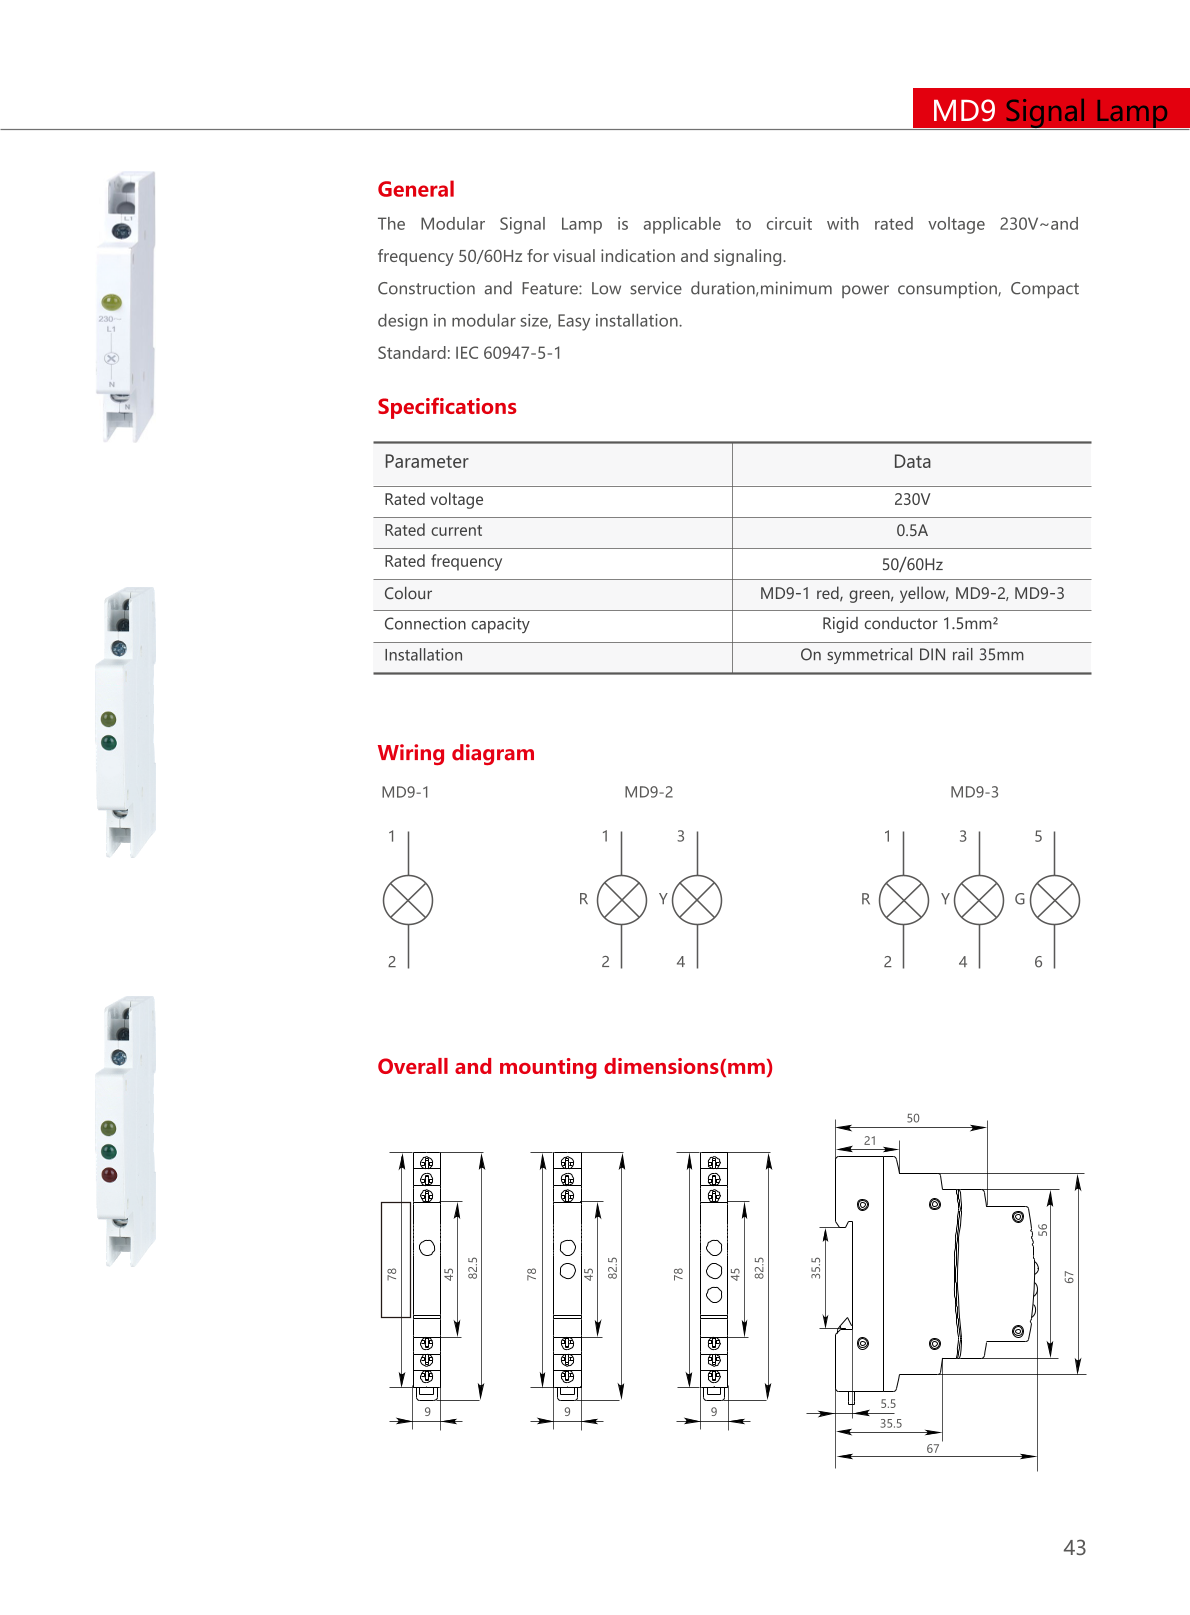 MD9 Signal Lamp
L1
230~
L1
N
N
General
The Modular Signal Lamp is applicable to circuit with rated voltage 230V~and
frequency 50/60Hz for visual indication and signaling.
Construction and Feature: Low service duration,minimum power consumption, Compact
design in modular size, Easy installation.
Standard: IEC 60947-5-1
Specifications
Parameter Data
Rated voltage 230V
Rated current 0.5A
Rated frequency 50/60Hz
Colour MD9-1 red, green, yellow, MD9-2, MD9-3
Connection capacity Rigid conductor 1.5mm²
Installation On symmetrical DIN rail 35mm
Wiring diagram
MD9-1 MD9-2 MD9-3
1 1 3 1 3 5
R Y R Y G
2 2 4 2 4 6
Overall and mounting dimensions(mm)
50
21
78 45 82.5 78 45 82.5 78 45 82.5 35.5 56 67
9 9 9 5.5
35.5
67
43